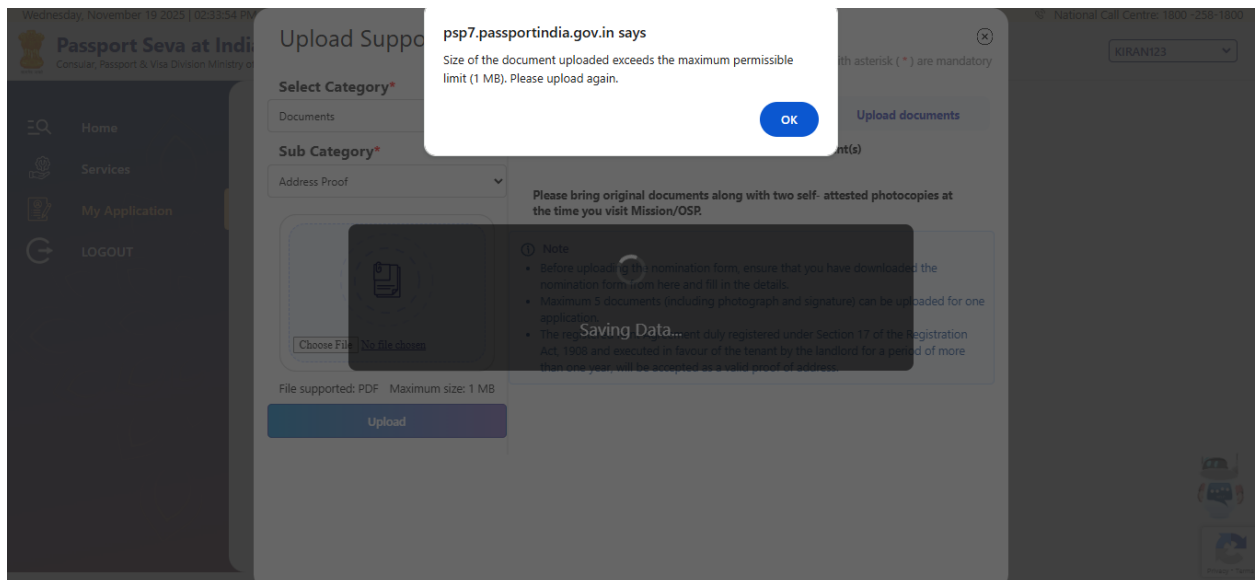 Wednesday, November 19 2025 | 02:33:54 PM
National Call Centre: 1800 -258-1800
Passport Seva at Indi
Consular, Passport & Visa Division Ministry o
KIRAN123
Home
Services
My Application
LOGOUT
Upload Suppo
th asterisk ( * ) are mandatory
psp7.passportindia.gov.in says
Size of the document uploaded exceeds the maximum permissible
limit (1 MB). Please upload again.
OK
Select Category*
Documents
Sub Category*
Address Proof
Choose File No file chosen
File supported: PDF Maximum size: 1 MB
Upload
Upload documents
nt(s)
Please bring original documents along with two self- attested photocopies at
the time you visit Mission/OSP.
Note
Before uploading the nomination form, ensure that you have downloaded the
nomination form from here and fill in the details.
Maximum 5 documents (including photograph and signature) can be uploaded for one
application.
The registered ment duly registered under Section 17 of the Registration
Act, 1908 and executed in favour of the tenant by the landlord for a period of more
than one year, will be accepted as a valid proof of address.
Saving Data...